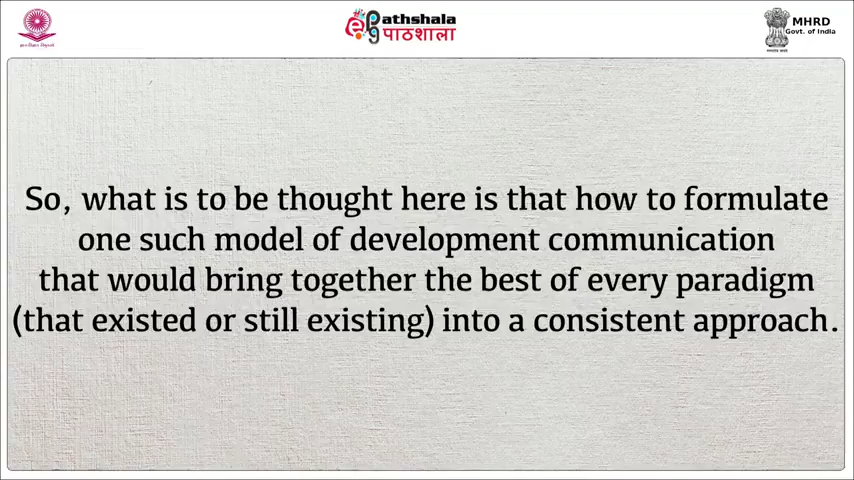 Pathshala
पाठशाला
MHRD
Govt. of India
So, what is to be thought here is that how to formulate
one such model of development communication
that would bring together the best of every paradigm
(that existed or still existing) into a consistent approach.